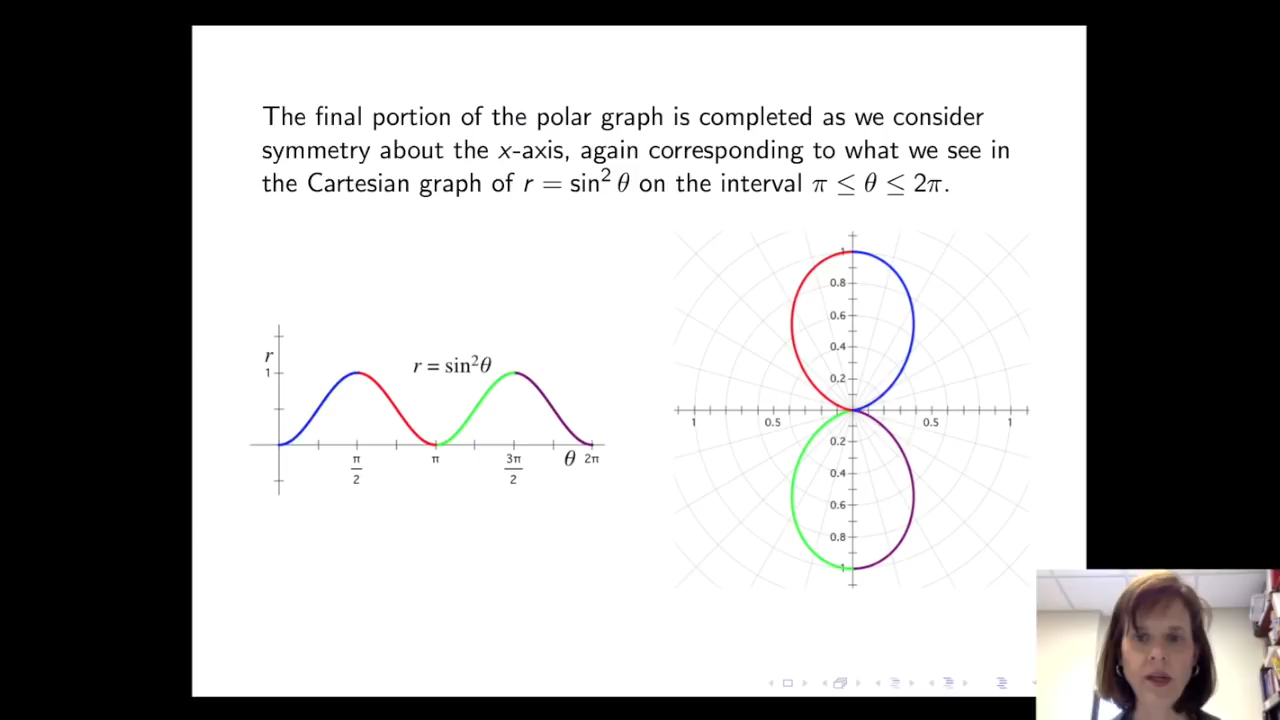 The final portion of the polar graph is completed as we consider
symmetry about the x-axis, again corresponding to what we see in
the Cartesian graph of r = sin² θ on the interval π ≤ θ ≤ 2π.
r
1
r = sin²θ
π
2
π
3π
2
θ 2π
1
0.8
0.6
0.4
0.2
1 0.5 0.5 1
0.2
0.4
0.6
0.8
1